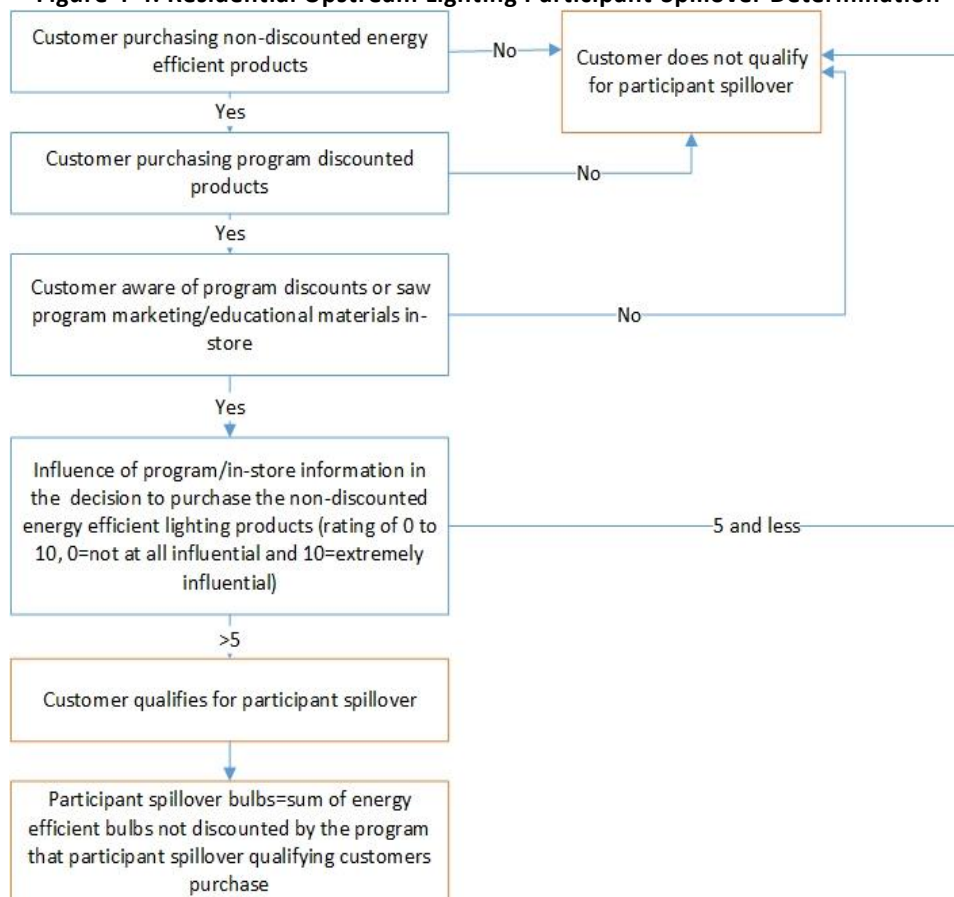 Customer purchasing non-discounted energy
efficient products
No
Customer does not qualify
for participant spillover
Yes
Customer purchasing program discounted
products
No
Yes
Customer aware of program discounts or saw
program marketing/educational materials in-
store
No
Yes
Influence of program/in-store information in
the decision to purchase the non-discounted
energy efficient lighting products (rating of 0 to
10, 0=not at all influential and 10=extremely
influential)
5 and less
>5
Customer qualifies for participant spillover
Participant spillover bulbs=sum of energy
efficient bulbs not discounted by the program
that participant spillover qualifying customers
purchase